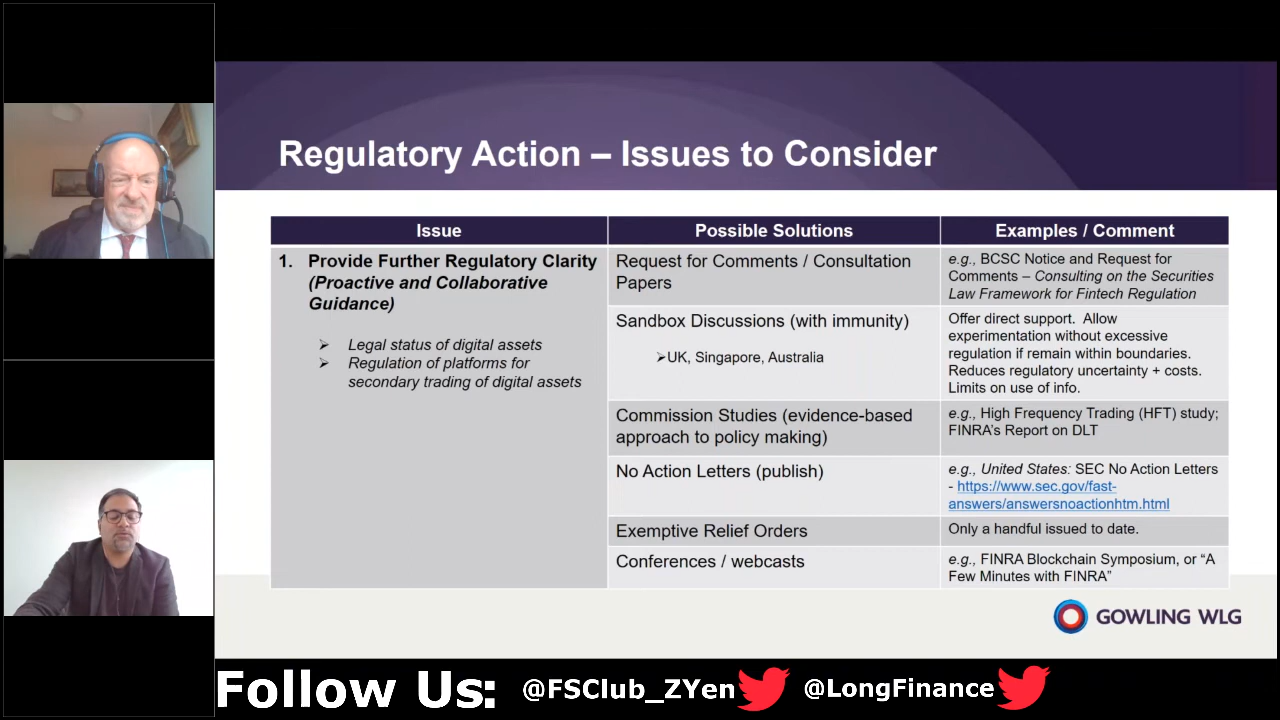 Regulatory Action – Issues to Consider
Issue
Possible Solutions
Examples / Comment
1. Provide Further Regulatory Clarity
(Proactive and Collaborative
Guidance)
➢ Legal status of digital assets
➢ Regulation of platforms for
secondary trading of digital assets
Request for Comments / Consultation
Papers
e.g., BCSC Notice and Request for
Comments – Consulting on the Securities
Law Framework for Fintech Regulation
Sandbox Discussions (with immunity)
➢UK, Singapore, Australia
Offer direct support. Allow
experimentation without excessive
regulation if remain within boundaries.
Reduces regulatory uncertainty + costs.
Limits on use of info.
Commission Studies (evidence-based
approach to policy making)
e.g., High Frequency Trading (HFT) study;
FINRA's Report on DLT
No Action Letters (publish)
e.g., United States: SEC No Action Letters
- https://www.sec.gov/fast-
answers/answersnoactionhtm.html
Exemptive Relief Orders
Only a handful issued to date.
Conferences / webcasts
e.g., FINRA Blockchain Symposium, or “A
Few Minutes with FINRA”
GOWLING WLG
Follow Us: @FSClub_ZYen @LongFinance